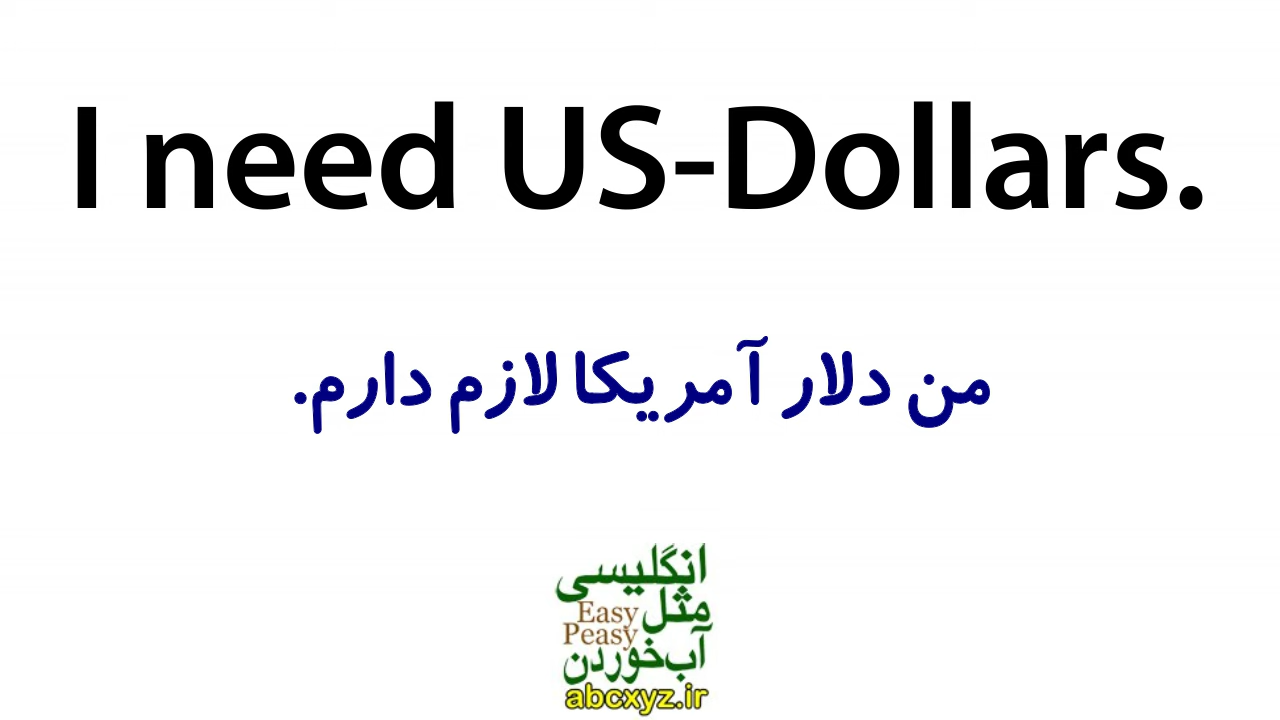 I need US-Dollars.
من دلار آمریکا لازم دارم.
انگلیسی
مثل
Easy
Peasy
آب‌خوردن
abcxyz.ir